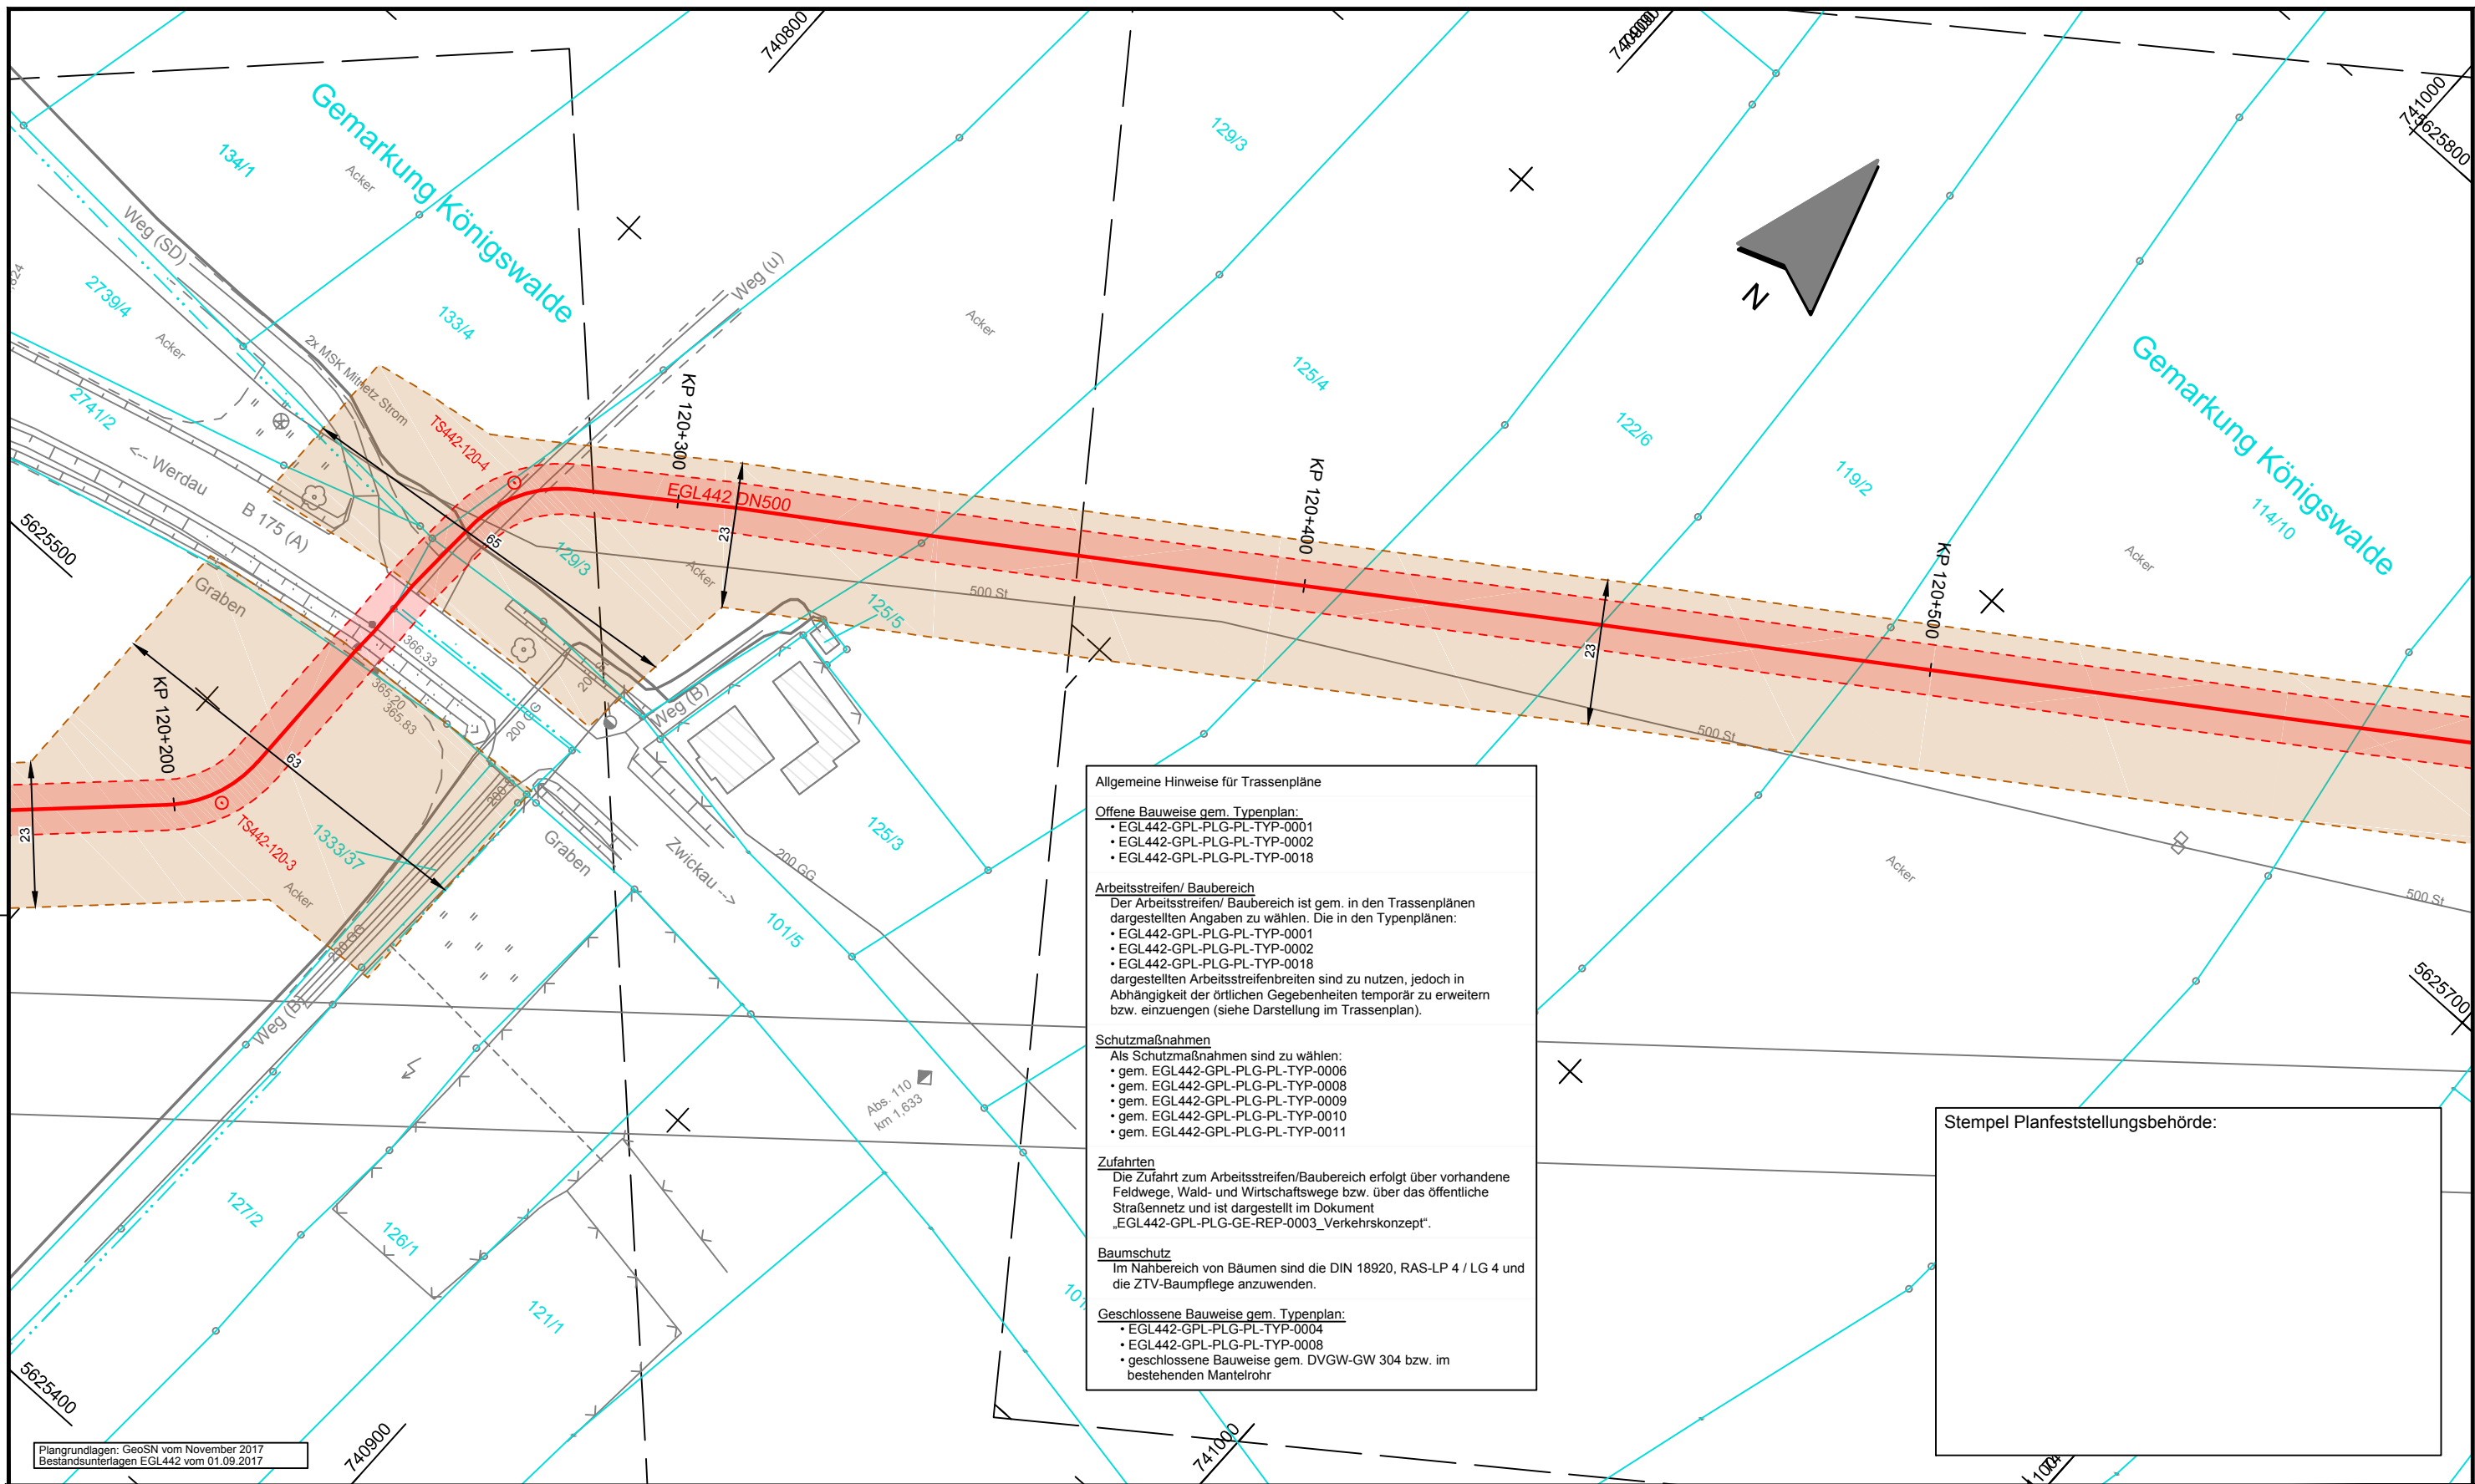 740800
741000
5625800
Gemarkung Königswalde
134/1
Acker
129/3
Weg (SD)
2739/4
Acker
133/4
Weg (u)
Acker
N
2x MSK Mitnetz Strom
125/4
Gemarkung Königswalde
2741/2
<-- Werdau
B 175 (A)
TS442-120-4
KP 120+300
EGL442 DN500
23
KP 120+400
122/6
119/2
114/10
5625500
Graben
65
129/3
Acker
500 St
125/5
KP 120+500
Acker
366.33
365.20
365.83
KP 120+200
63
200 GG
Weg (B)
23
500 St
23
TS442-120-3
1333/37
Acker
Graben
Zwickau -->
125/3
200 GG
Acker
500 St
200 GG
101/5
Weg (B)
5625700
Abs. 110
km 1,633
127/2
126/1
121/1
Allgemeine Hinweise für Trassenpläne
Offene Bauweise gem. Typenplan:
• EGL442-GPL-PLG-PL-TYP-0001
• EGL442-GPL-PLG-PL-TYP-0002
• EGL442-GPL-PLG-PL-TYP-0018
Arbeitsstreifen/ Baubereich
Der Arbeitsstreifen/ Baubereich ist gem. in den Trassenplänen
dargestellten Angaben zu wählen. Die in den Typenplänen:
• EGL442-GPL-PLG-PL-TYP-0001
• EGL442-GPL-PLG-PL-TYP-0002
• EGL442-GPL-PLG-PL-TYP-0018
dargestellten Arbeitsstreifenbreiten sind zu nutzen, jedoch in
Abhängigkeit der örtlichen Gegebenheiten temporär zu erweitern
bzw. einzuengen (siehe Darstellung im Trassenplan).
Schutzmaßnahmen
Als Schutzmaßnahmen sind zu wählen:
• gem. EGL442-GPL-PLG-PL-TYP-0006
• gem. EGL442-GPL-PLG-PL-TYP-0008
• gem. EGL442-GPL-PLG-PL-TYP-0009
• gem. EGL442-GPL-PLG-PL-TYP-0010
• gem. EGL442-GPL-PLG-PL-TYP-0011
Zufahrten
Die Zufahrt zum Arbeitsstreifen/Baubereich erfolgt über vorhandene
Feldwege, Wald- und Wirtschaftswege bzw. über das öffentliche
Straßennetz und ist dargestellt im Dokument
„EGL442-GPL-PLG-GE-REP-0003_Verkehrskonzept“.
Baumschutz
Im Nahbereich von Bäumen sind die DIN 18920, RAS-LP 4 / LG 4 und
die ZTV-Baumpflege anzuwenden.
Geschlossene Bauweise gem. Typenplan:
• EGL442-GPL-PLG-PL-TYP-0004
• EGL442-GPL-PLG-PL-TYP-0008
• geschlossene Bauweise gem. DVGW-GW 304 bzw. im
bestehenden Mantelrohr
Stempel Planfeststellungsbehörde:
5625400
740900
741000
Plangrundlagen: GeoSN vom November 2017
Bestandsunterlagen EGL442 vom 01.09.2017